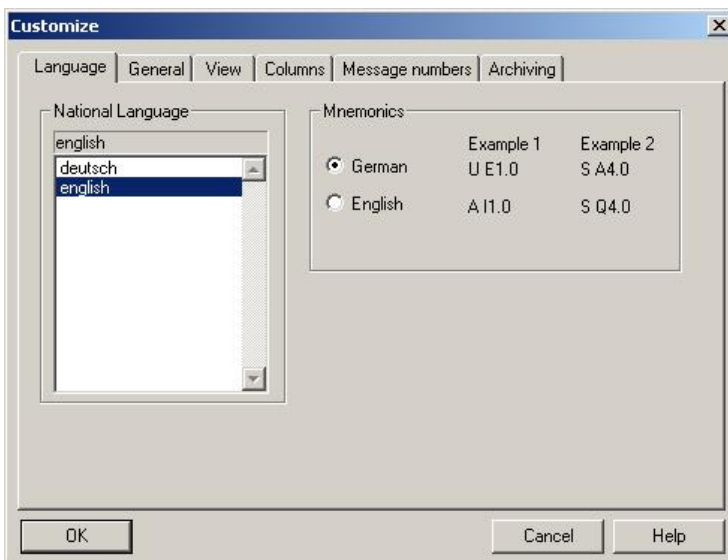 Customize
Language General View Columns Message numbers Archiving
National Language
english
deutsch
english
Mnemonics
Example 1 Example 2
German U E1.0 S A4.0
English A I1.0 S Q4.0
OK Cancel Help